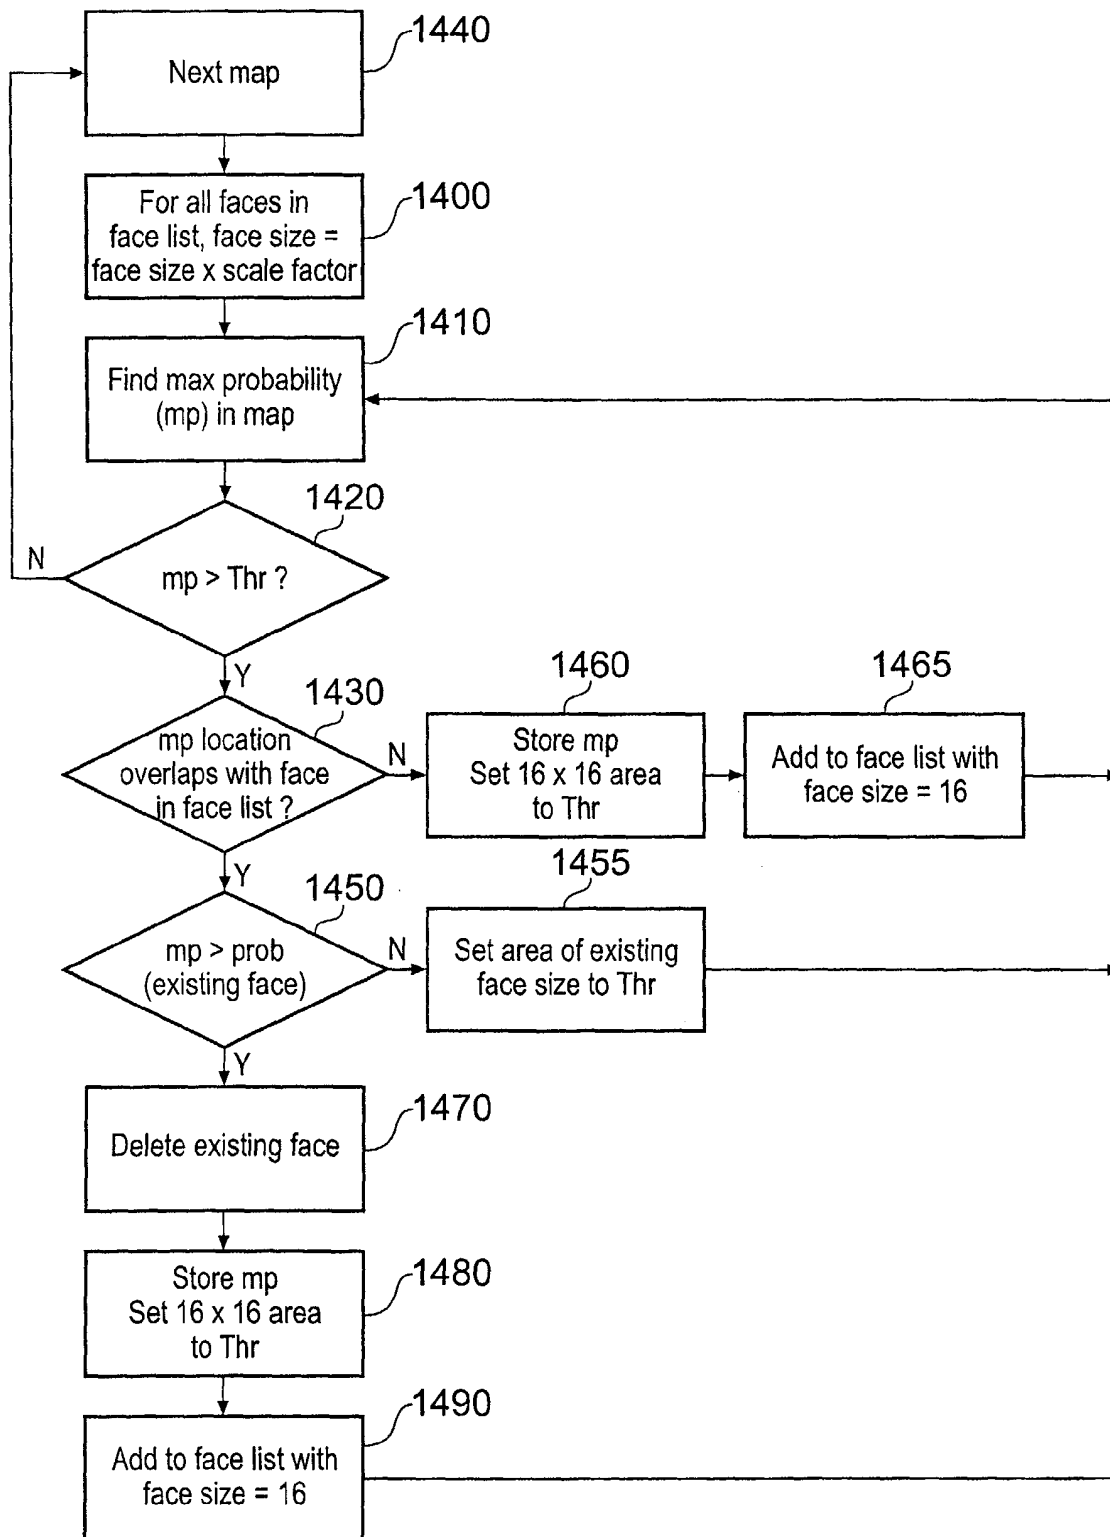 1440
Next map
1400
For all faces in
face list, face size =
face size x scale factor
1410
Find max probability
(mp) in map
1420
N
mp > Thr ?
Y
1430
mp location
overlaps with face
in face list ?
N
1460
Store mp
Set 16 x 16 area
to Thr
1465
Add to face list with
face size = 16
Y
1450
mp > prob
(existing face)
N
1455
Set area of existing
face size to Thr
Y
1470
Delete existing face
1480
Store mp
Set 16 x 16 area
to Thr
1490
Add to face list with
face size = 16